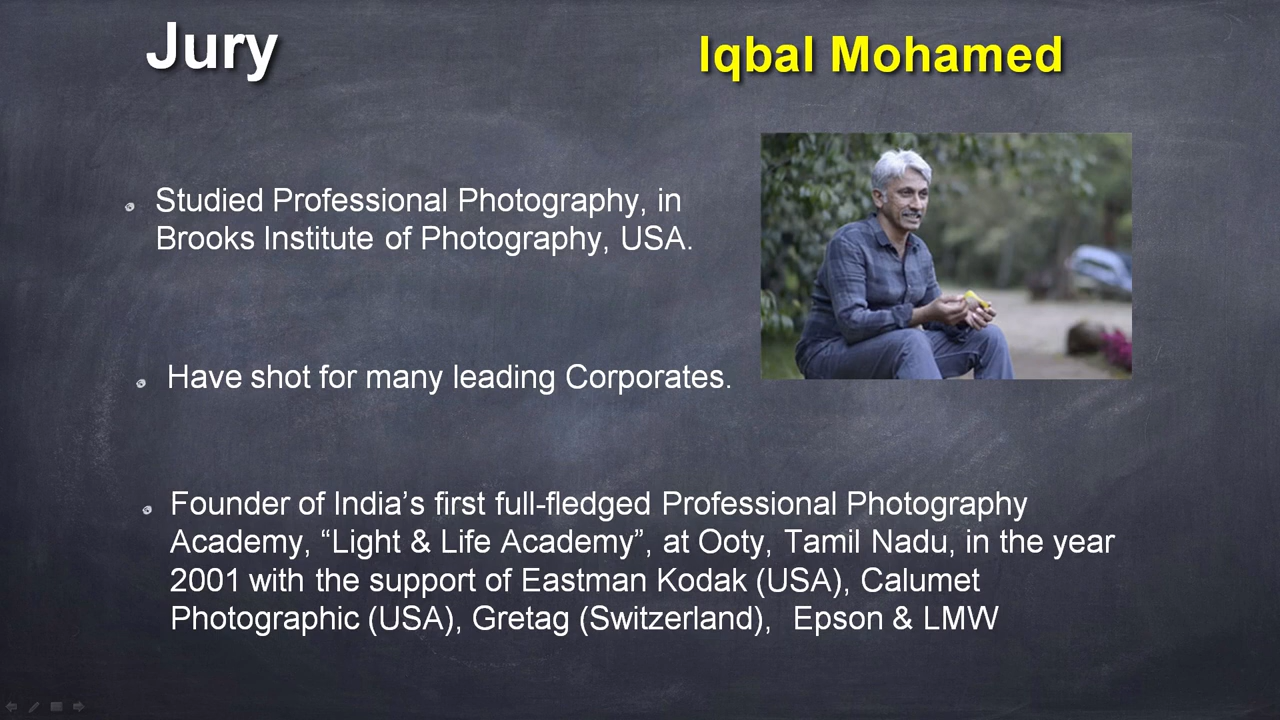 Jury
Iqbal Mohamed
Studied Professional Photography, in
Brooks Institute of Photography, USA.
Have shot for many leading Corporates.
Founder of India’s first full-fledged Professional Photography
Academy, “Light & Life Academy”, at Ooty, Tamil Nadu, in the year
2001 with the support of Eastman Kodak (USA), Calumet
Photographic (USA), Gretag (Switzerland),  Epson & LMW